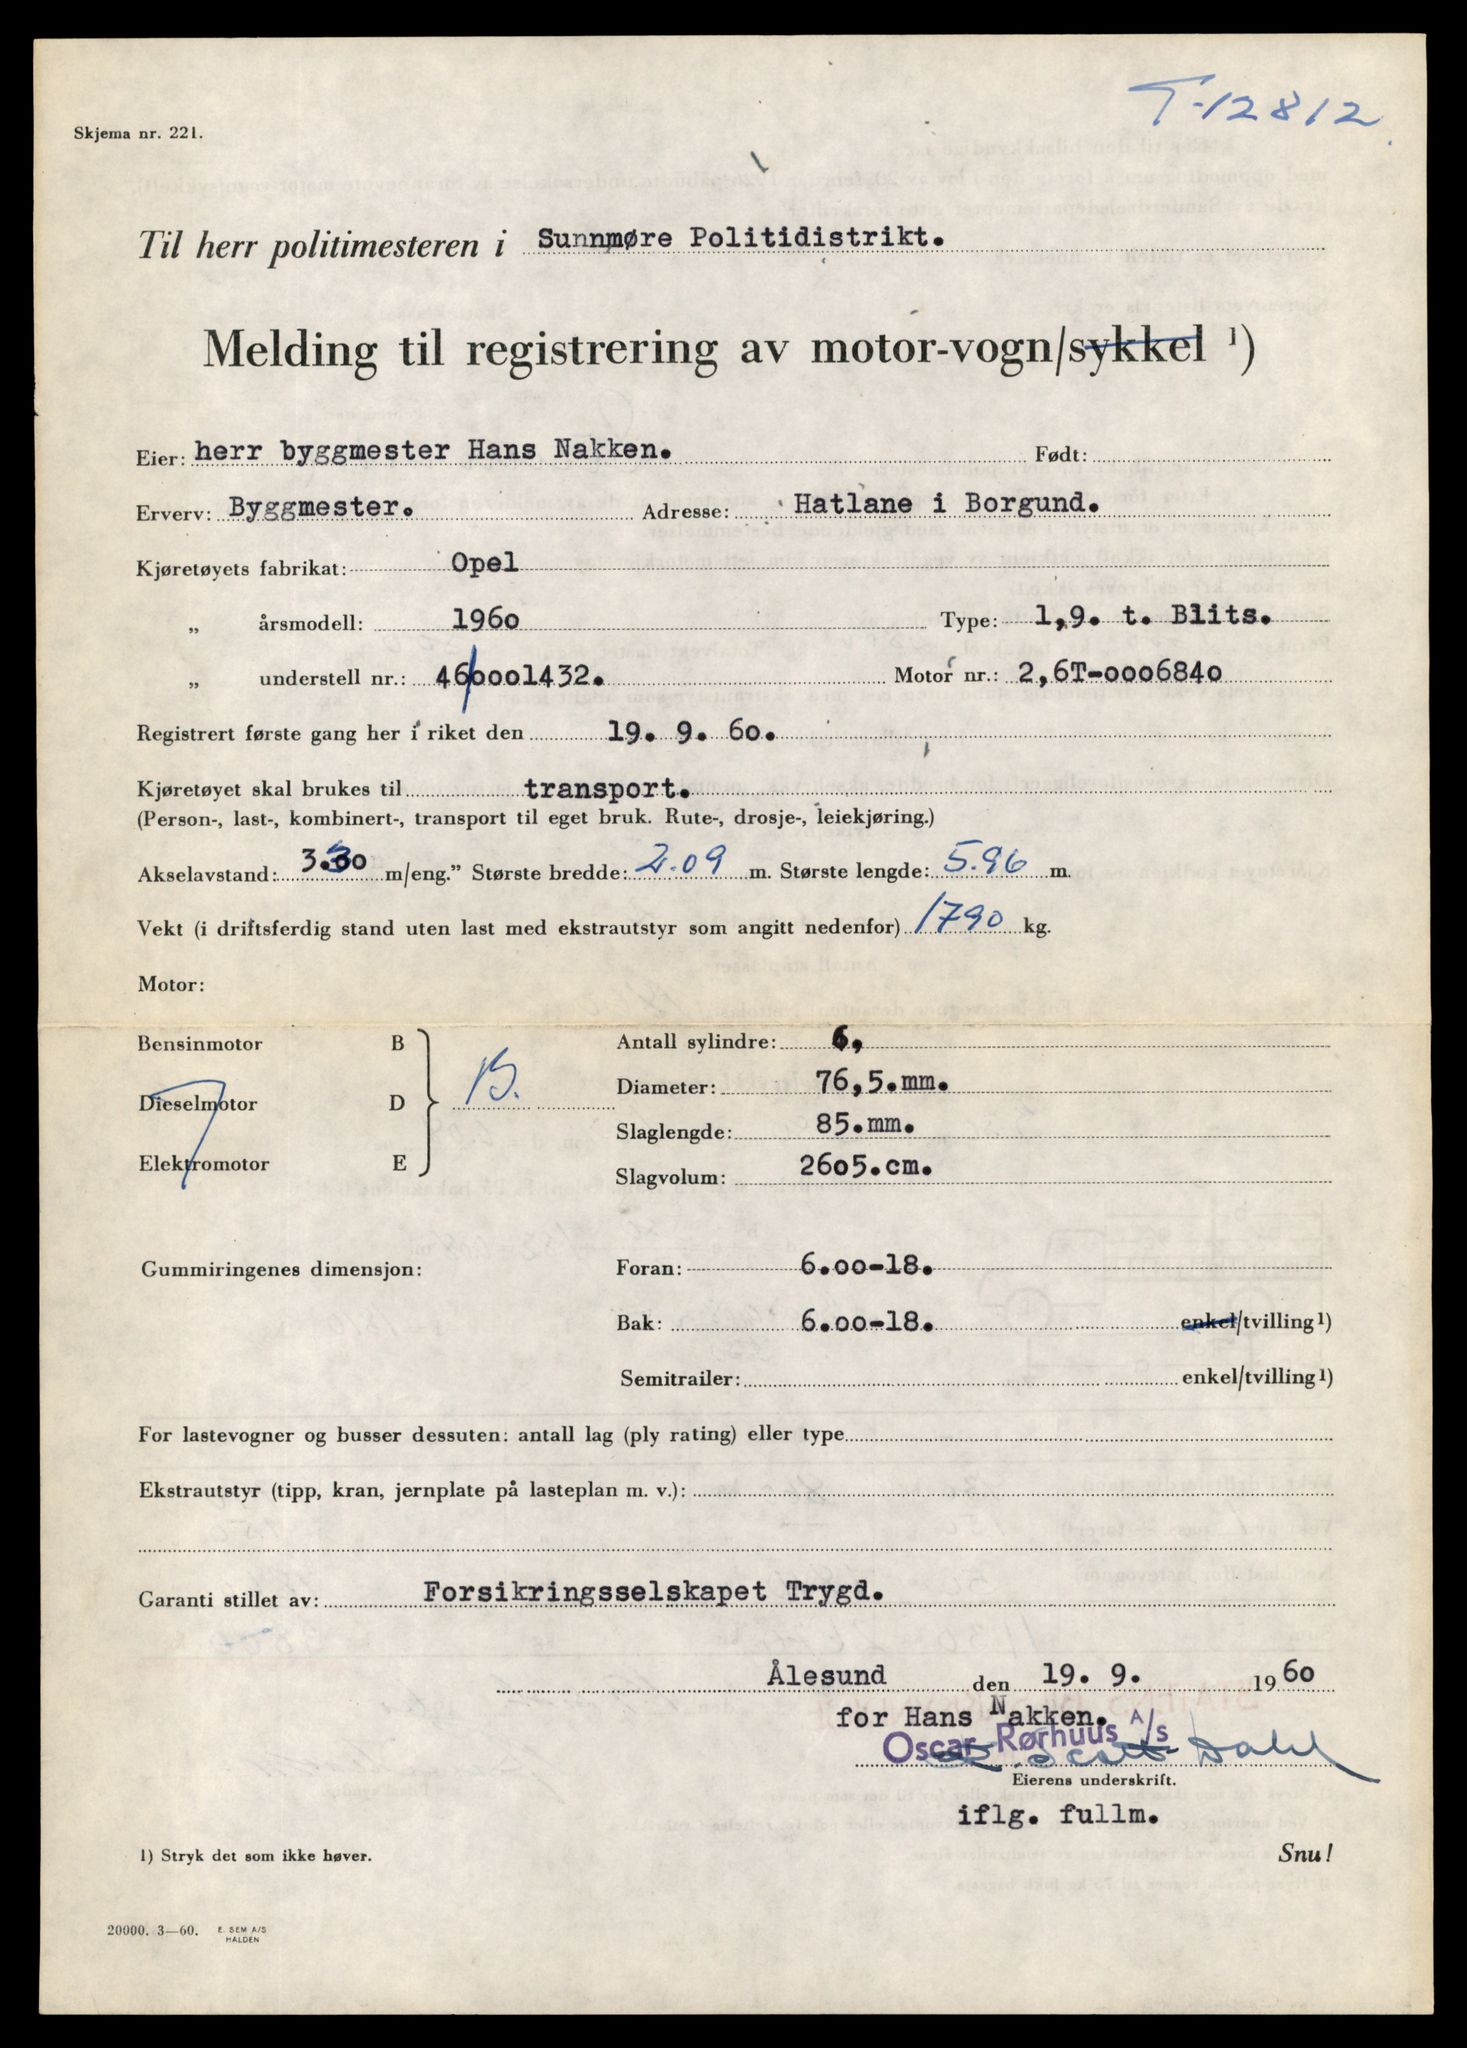 T-12812
Skjema nr. 221.
Til herr politimesteren i Sunnmøre Politidistrikt.
Melding til registrering av motor-vogn/sykkel 1)
Eier: herr byggmester Hans Nakken. Født:
Erverv: Byggmester. Adresse: Hatlane i Borgund.
Kjøretøyets fabrikat: Opel
„ årsmodell: 1960 Type: 1,9. t. Blits.
„ understell nr.: 46/0001432. Motor nr.: 2,6T-0006840
Registrert første gang her i riket den 19. 9. 60.
Kjøretøyet skal brukes til transport.
(Person-, last-, kombinert-, transport til eget bruk. Rute-, drosje-, leiekjøring.)
Akselavstand: 3.30 m/eng.” Største bredde: 2.09 m. Største lengde: 5.96 m.
Vekt (i driftsferdig stand uten last med ekstrautstyr som angitt nedenfor) 1790 kg.
Motor:
Bensinmotor B
Dieselmotor D
Elektromotor E
B.
Antall sylindre: 6,
Diameter: 76,5.mm.
Slaglengde: 85.mm.
Slagvolum: 2605.cm.
Gummiringenes dimensjon: Foran: 6.00-18.
Bak: 6.00-18. enkel/tvilling 1)
Semitrailer: enkel/tvilling 1)
For lastevogner og busser dessuten: antall lag (ply rating) eller type
Ekstrautstyr (tipp, kran, jernplate på lasteplan m. v.):
Garanti stillet av: Forsikringsselskapet Trygd.
Ålesund den 19. 9. 1960
for Hans Nakken.
Oscar Rørhuus A/s
Scott Dahl
Eierens underskrift.
iflg. fullm.
1) Stryk det som ikke høver.
Snu!
20000. 3—60. E. SEM A/S
HALDEN